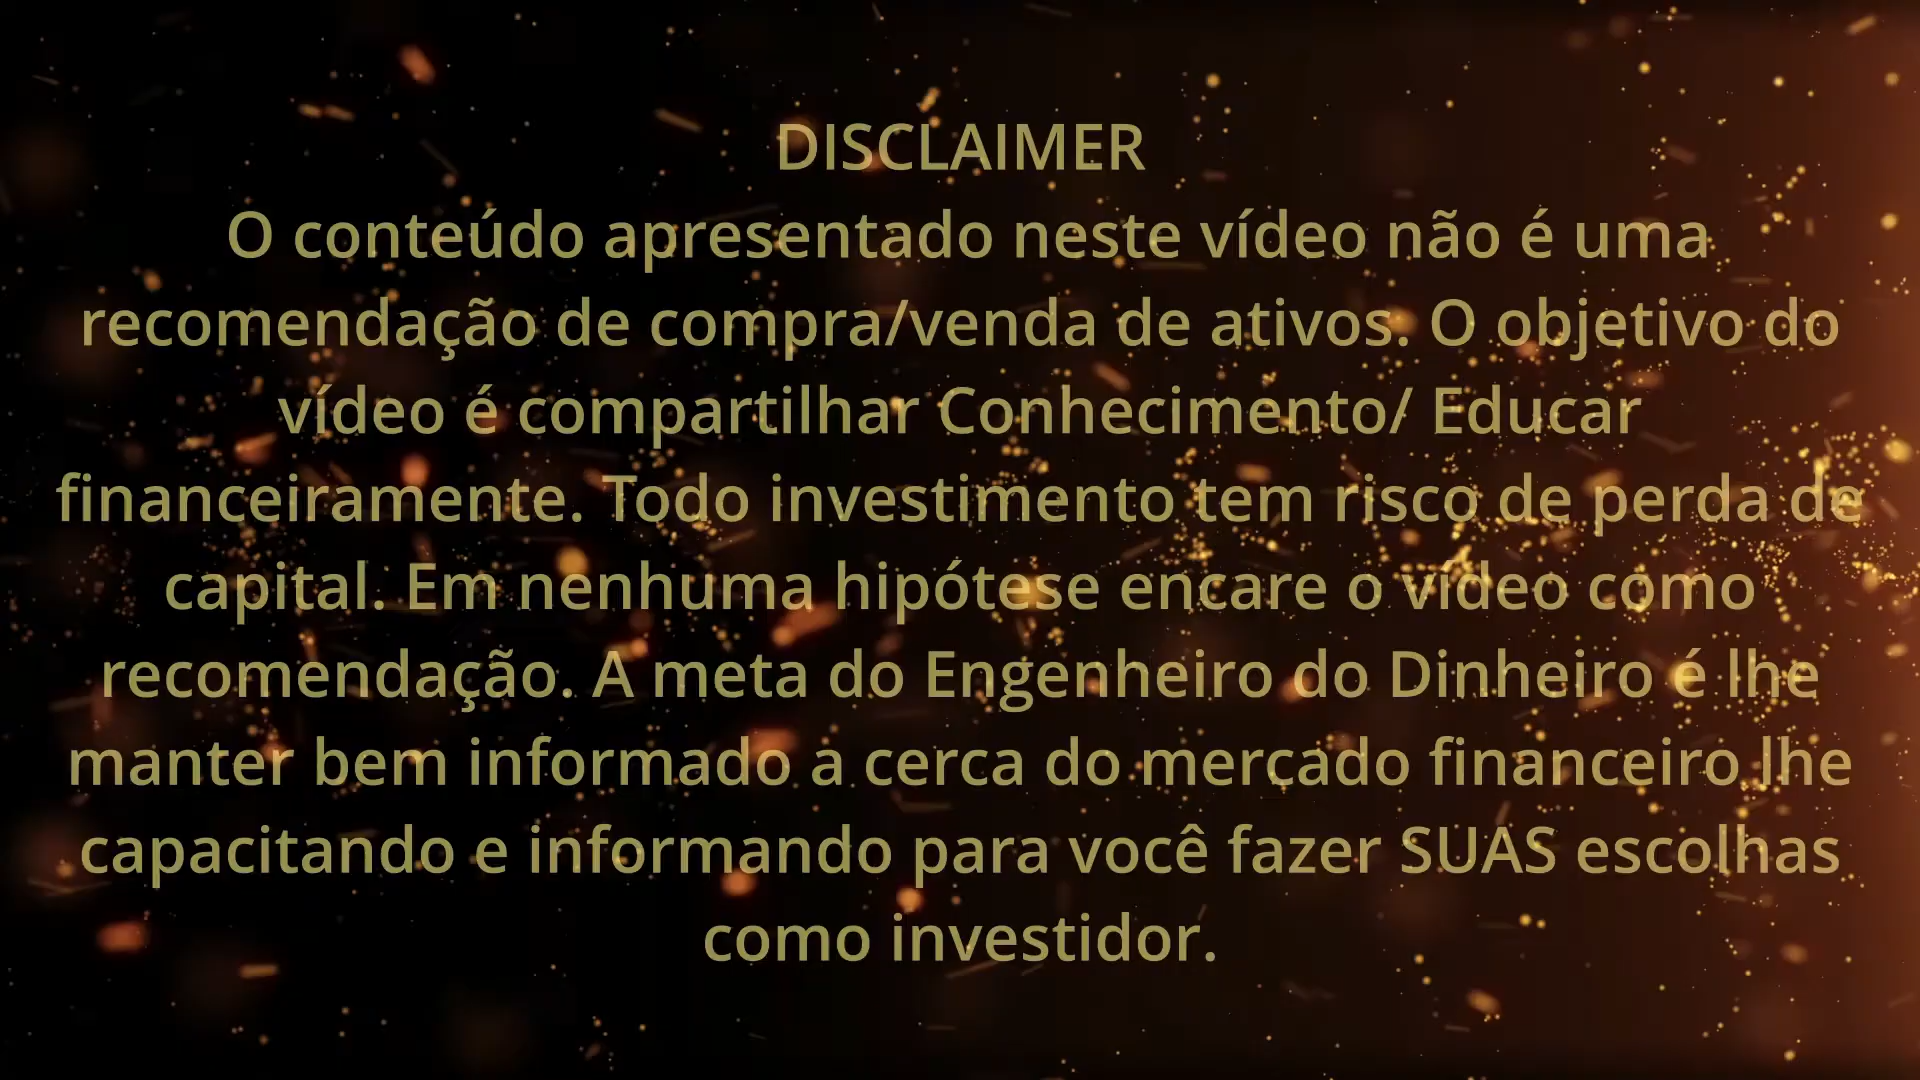 DISCLAIMER
O conteúdo apresentado neste vídeo não é uma
recomendação de compra/venda de ativos. O objetivo do
vídeo é compartilhar Conhecimento/ Educar
financeiramente. Todo investimento tem risco de perda de
capital. Em nenhuma hipótese encare o vídeo como
recomendação. A meta do Engenheiro do Dinheiro é lhe
manter bem informado a cerca do mercado financeiro lhe
capacitando e informando para você fazer SUAS escolhas
como investidor.